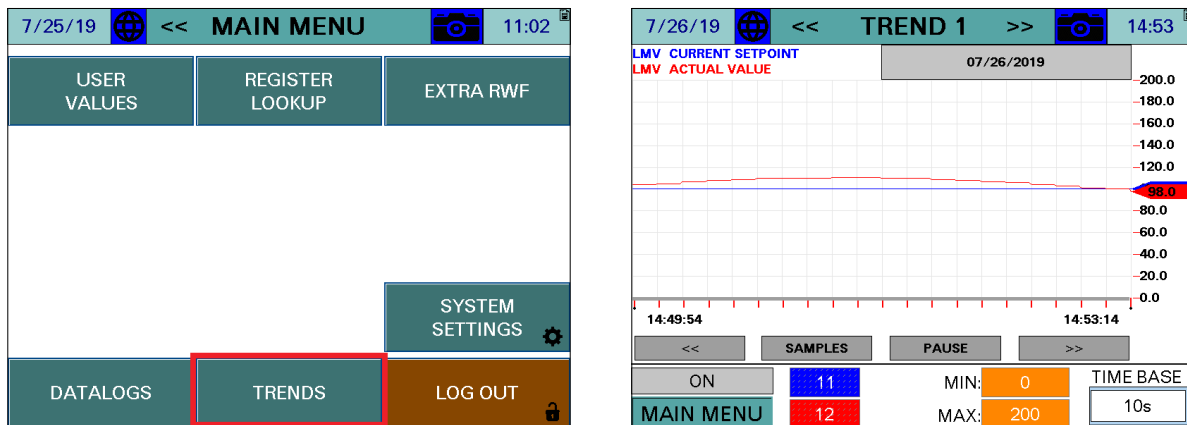 7/25/19 << MAIN MENU 11:02
USER VALUES
REGISTER LOOKUP
EXTRA RWF
SYSTEM SETTINGS
DATALOGS
TRENDS
LOG OUT
7/26/19 << TREND 1 >> 14:53
LMV CURRENT SETPOINT
LMV ACTUAL VALUE
07/26/2019
200.0
180.0
160.0
140.0
120.0
98.0
80.0
60.0
40.0
20.0
0.0
14:49:54 14:53:14
<< SAMPLES PAUSE >>
ON 11 MIN: 0 TIME BASE
MAIN MENU 12 MAX: 200 10s